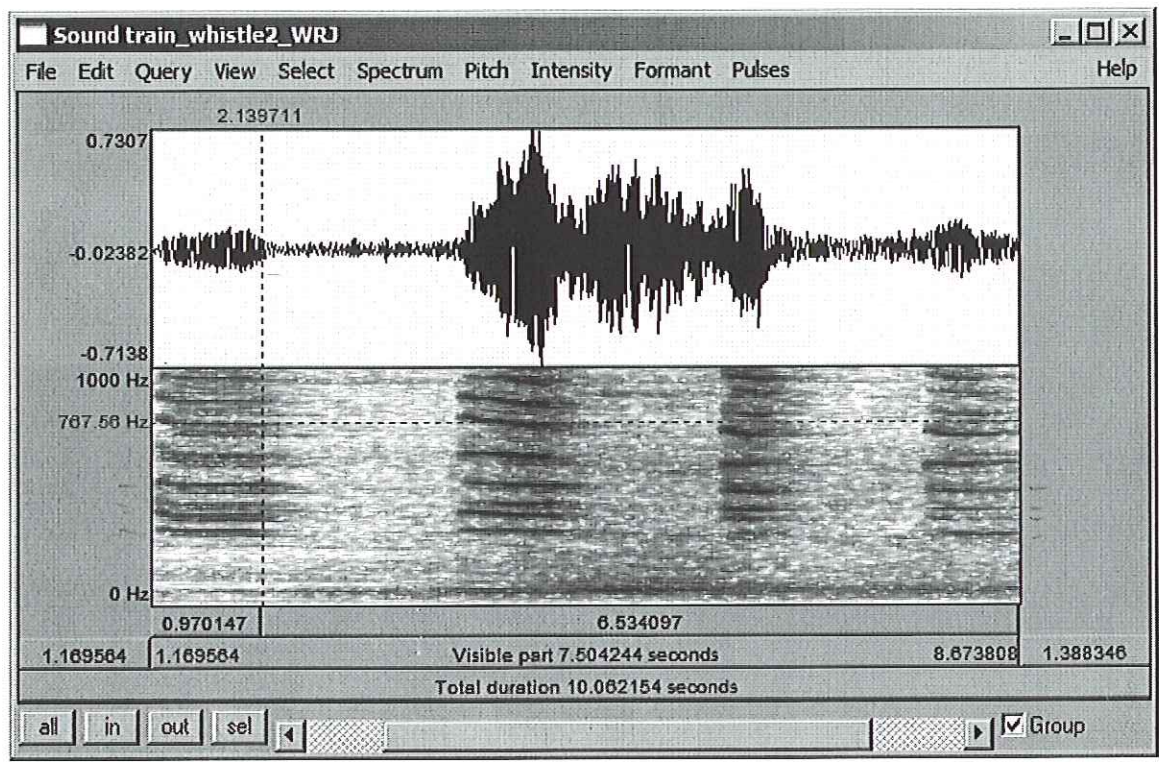 Sound train_whistle2_WRJ
File Edit Query View Select Spectrum Pitch Intensity Formant Pulses Help
2.139711
0.7307
-0.02382
-0.7138
1000 Hz
767.56 Hz
0 Hz
0.970147 6.534097
1.169564 1.169564 Visible part 7.504244 seconds 8.673808 1.388346
Total duration 10.062154 seconds
all in out sel Group